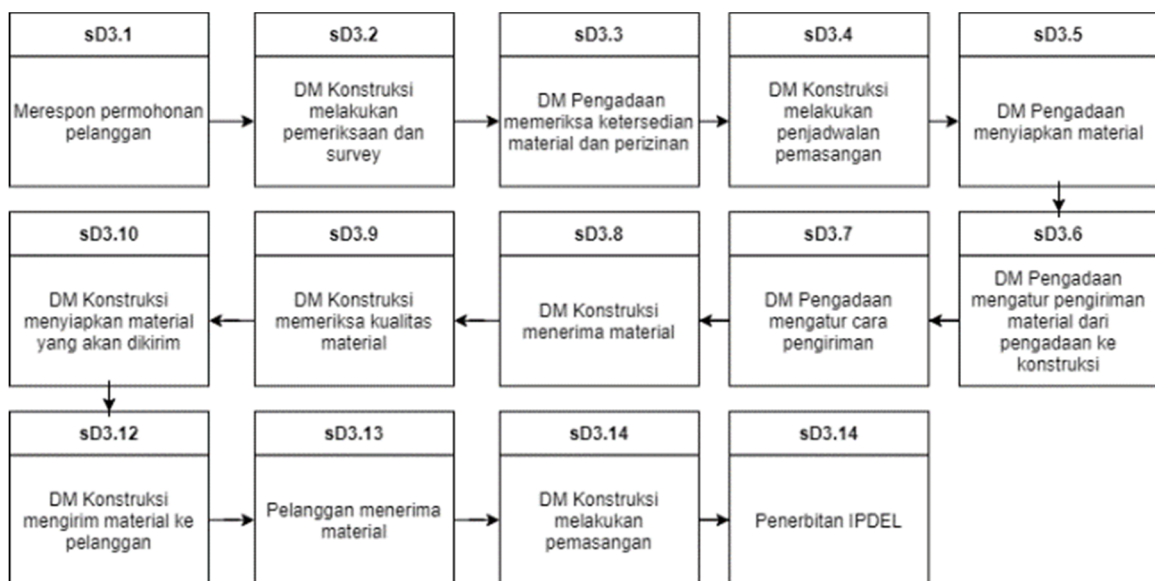 sD3.1
Merespon permohonan
pelanggan
sD3.2
DM Konstruksi
melakukan
pemeriksaan dan
survey
sD3.3
DM Pengadaan
memeriksa ketersedian
material dan perizinan
sD3.4
DM Konstruksi
melakukan
penjadwalan
pemasangan
sD3.5
DM Pengadaan
menyiapkan material
sD3.6
DM Pengadaan
mengatur pengiriman
material dari
pengadaan ke
konstruksi
sD3.7
DM Pengadaan
mengatur cara
pengiriman
sD3.8
DM Konstruksi
menerima material
sD3.9
DM Konstruksi
memeriksa kualitas
material
sD3.10
DM Konstruksi
menyiapkan material
yang akan dikirim
sD3.12
DM Konstruksi
mengirim material ke
pelanggan
sD3.13
Pelanggan menerima
material
sD3.14
DM Konstruksi
melakukan
pemasangan
sD3.14
Penerbitan IPDEL